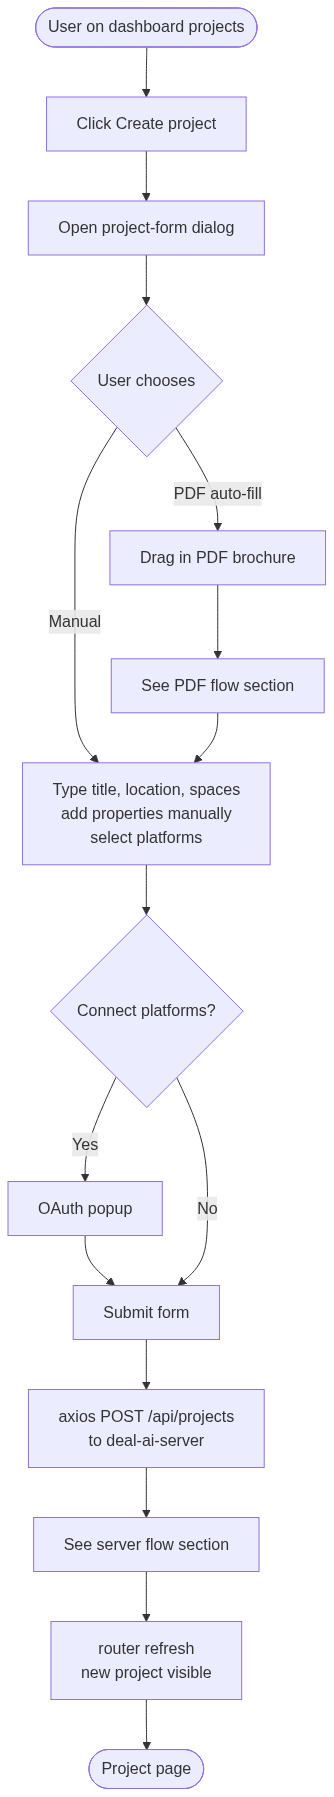 User on dashboard projects
Click Create project
Open project-form dialog
User chooses
PDF auto-fill
Drag in PDF brochure
Manual
See PDF flow section
Type title, location, spaces
add properties manually
select platforms
Connect platforms?
Yes
OAuth popup
No
Submit form
axios POST /api/projects
to deal-ai-server
See server flow section
router refresh
new project visible
Project page